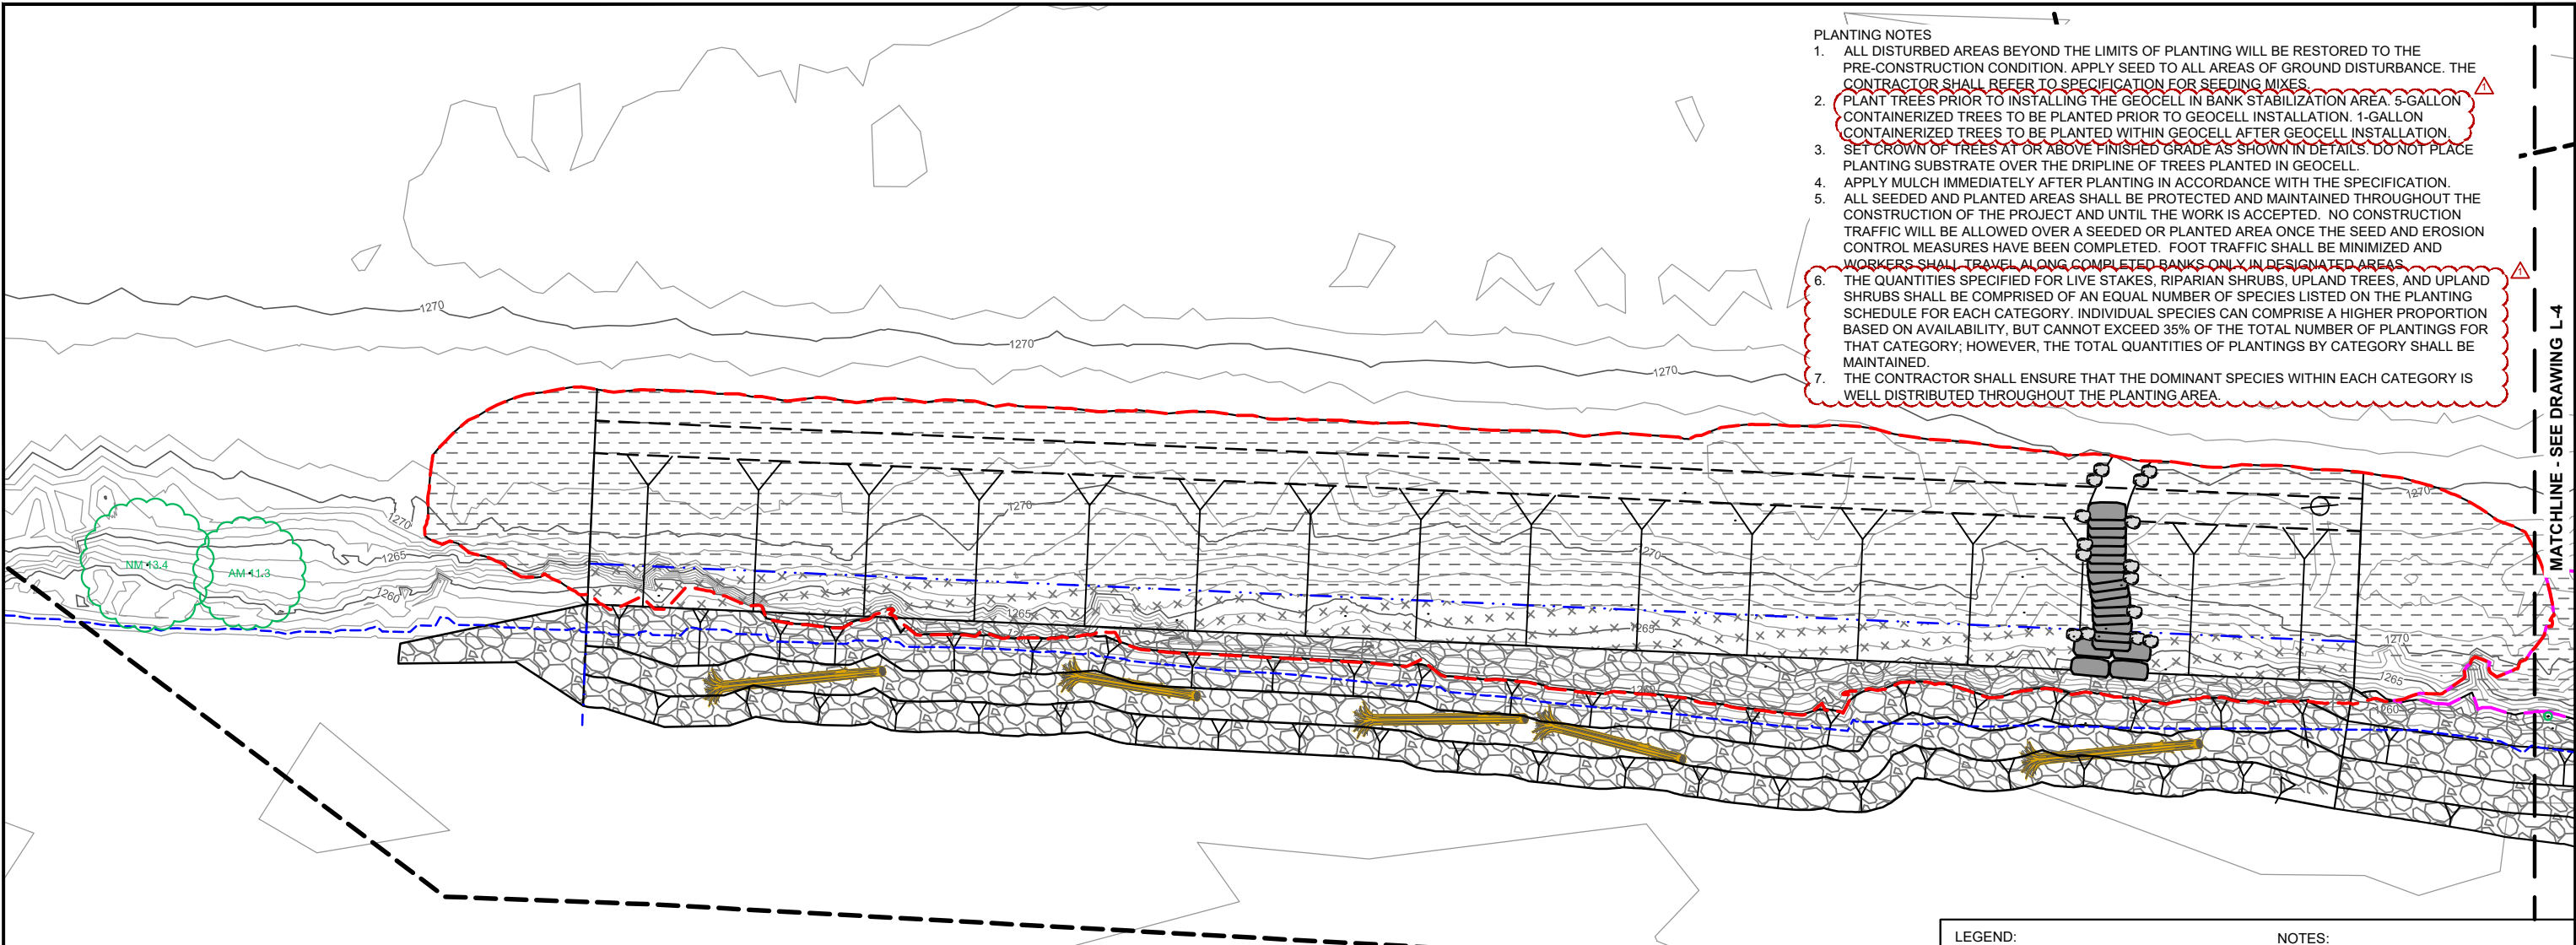 PLANTING NOTES
1. ALL DISTURBED AREAS BEYOND THE LIMITS OF PLANTING WILL BE RESTORED TO THE
PRE-CONSTRUCTION CONDITION. APPLY SEED TO ALL AREAS OF GROUND DISTURBANCE. THE
CONTRACTOR SHALL REFER TO SPECIFICATION FOR SEEDING MIXES.
1
2. PLANT TREES PRIOR TO INSTALLING THE GEOCELL IN BANK STABILIZATION AREA. 5-GALLON
CONTAINERIZED TREES TO BE PLANTED PRIOR TO GEOCELL INSTALLATION. 1-GALLON
CONTAINERIZED TREES TO BE PLANTED WITHIN GEOCELL AFTER GEOCELL INSTALLATION.
3. SET CROWN OF TREES AT OR ABOVE FINISHED GRADE AS SHOWN IN DETAILS. DO NOT PLACE
PLANTING SUBSTRATE OVER THE DRIPLINE OF TREES PLANTED IN GEOCELL.
4. APPLY MULCH IMMEDIATELY AFTER PLANTING IN ACCORDANCE WITH THE SPECIFICATION.
5. ALL SEEDED AND PLANTED AREAS SHALL BE PROTECTED AND MAINTAINED THROUGHOUT THE
CONSTRUCTION OF THE PROJECT AND UNTIL THE WORK IS ACCEPTED. NO CONSTRUCTION
TRAFFIC WILL BE ALLOWED OVER A SEEDED OR PLANTED AREA ONCE THE SEED AND EROSION
CONTROL MEASURES HAVE BEEN COMPLETED. FOOT TRAFFIC SHALL BE MINIMIZED AND
WORKERS SHALL TRAVEL ALONG COMPLETED BANKS ONLY IN DESIGNATED AREAS.
1
6. THE QUANTITIES SPECIFIED FOR LIVE STAKES, RIPARIAN SHRUBS, UPLAND TREES, AND UPLAND
SHRUBS SHALL BE COMPRISED OF AN EQUAL NUMBER OF SPECIES LISTED ON THE PLANTING
SCHEDULE FOR EACH CATEGORY. INDIVIDUAL SPECIES CAN COMPRISE A HIGHER PROPORTION
BASED ON AVAILABILITY, BUT CANNOT EXCEED 35% OF THE TOTAL NUMBER OF PLANTINGS FOR
THAT CATEGORY; HOWEVER, THE TOTAL QUANTITIES OF PLANTINGS BY CATEGORY SHALL BE
MAINTAINED.
7. THE CONTRACTOR SHALL ENSURE THAT THE DOMINANT SPECIES WITHIN EACH CATEGORY IS
WELL DISTRIBUTED THROUGHOUT THE PLANTING AREA.
MATCHLINE - SEE DRAWING L-4
1270
1270
1270
1270
1270
1270
1270
1270
1265
1265
1265
1265
1260
1260
NM 13.4
AM 11.3
LEGEND:
NOTES: